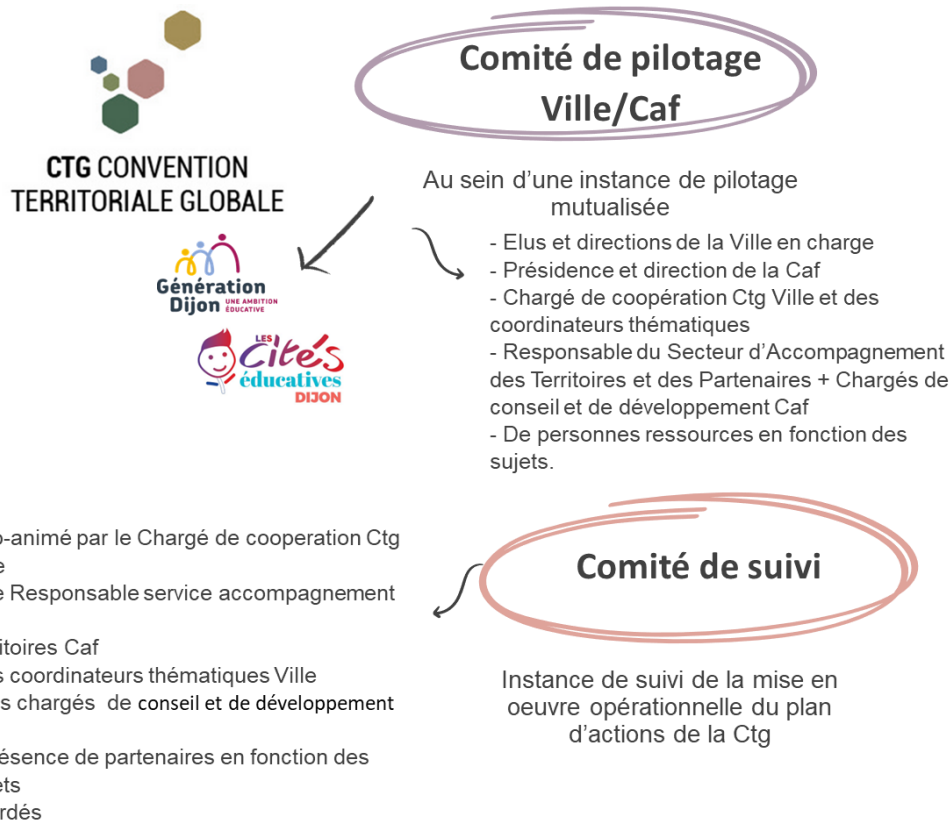 Comité de pilotage
Ville/Caf
CTG CONVENTION
TERRITORIALE GLOBALE
Au sein d’une instance de pilotage
mutualisée
Génération
Dijon UNE AMBITION
ÉDUCATIVE
LES
Cités
éducatives
DIJON
- Elus et directions de la Ville en charge
- Présidence et direction de la Caf
- Chargé de coopération Ctg Ville et des
coordinateurs thématiques
- Responsable du Secteur d’Accompagnement
des Territoires et des Partenaires + Chargés de
conseil et de développement Caf
- De personnes ressources en fonction des
sujets.
o-animé par le Chargé de cooperation Ctg
e
e Responsable service accompagnement
itoires Caf
s coordinateurs thématiques Ville
s chargés de conseil et de développement
ésence de partenaires en fonction des
ets
rdés
Comité de suivi
Instance de suivi de la mise en
oeuvre opérationnelle du plan
d’actions de la Ctg